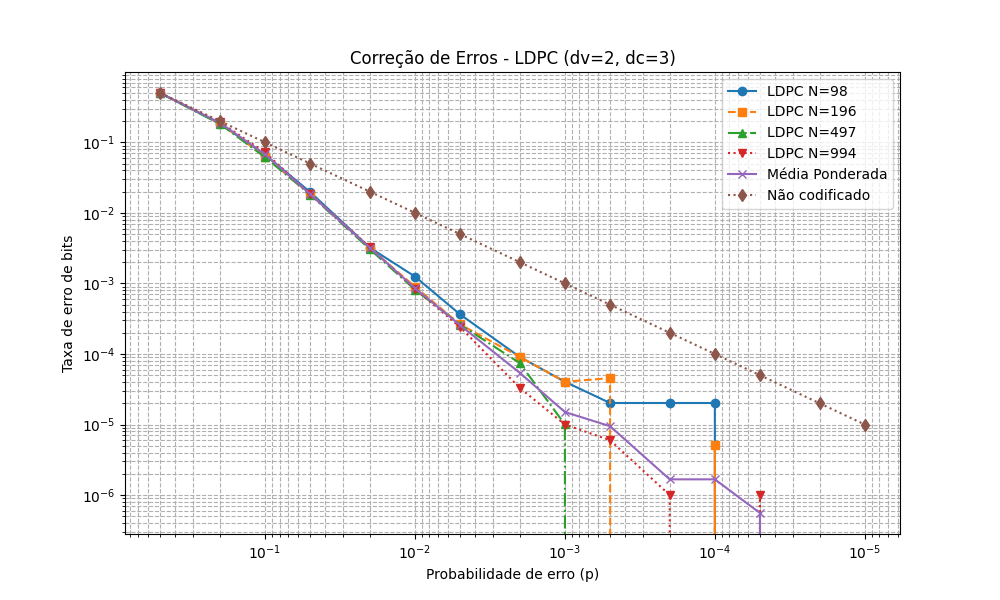 Correção de Erros - LDPC (dv=2, dc=3)
LDPC N=98
LDPC N=196
LDPC N=497
LDPC N=994
Média Ponderada
Não codificado
Taxa de erro de bits
10⁻¹
10⁻²
10⁻³
10⁻⁴
10⁻⁵
10⁻⁶
10⁻¹ 10⁻² 10⁻³ 10⁻⁴ 10⁻⁵
Probabilidade de erro (p)